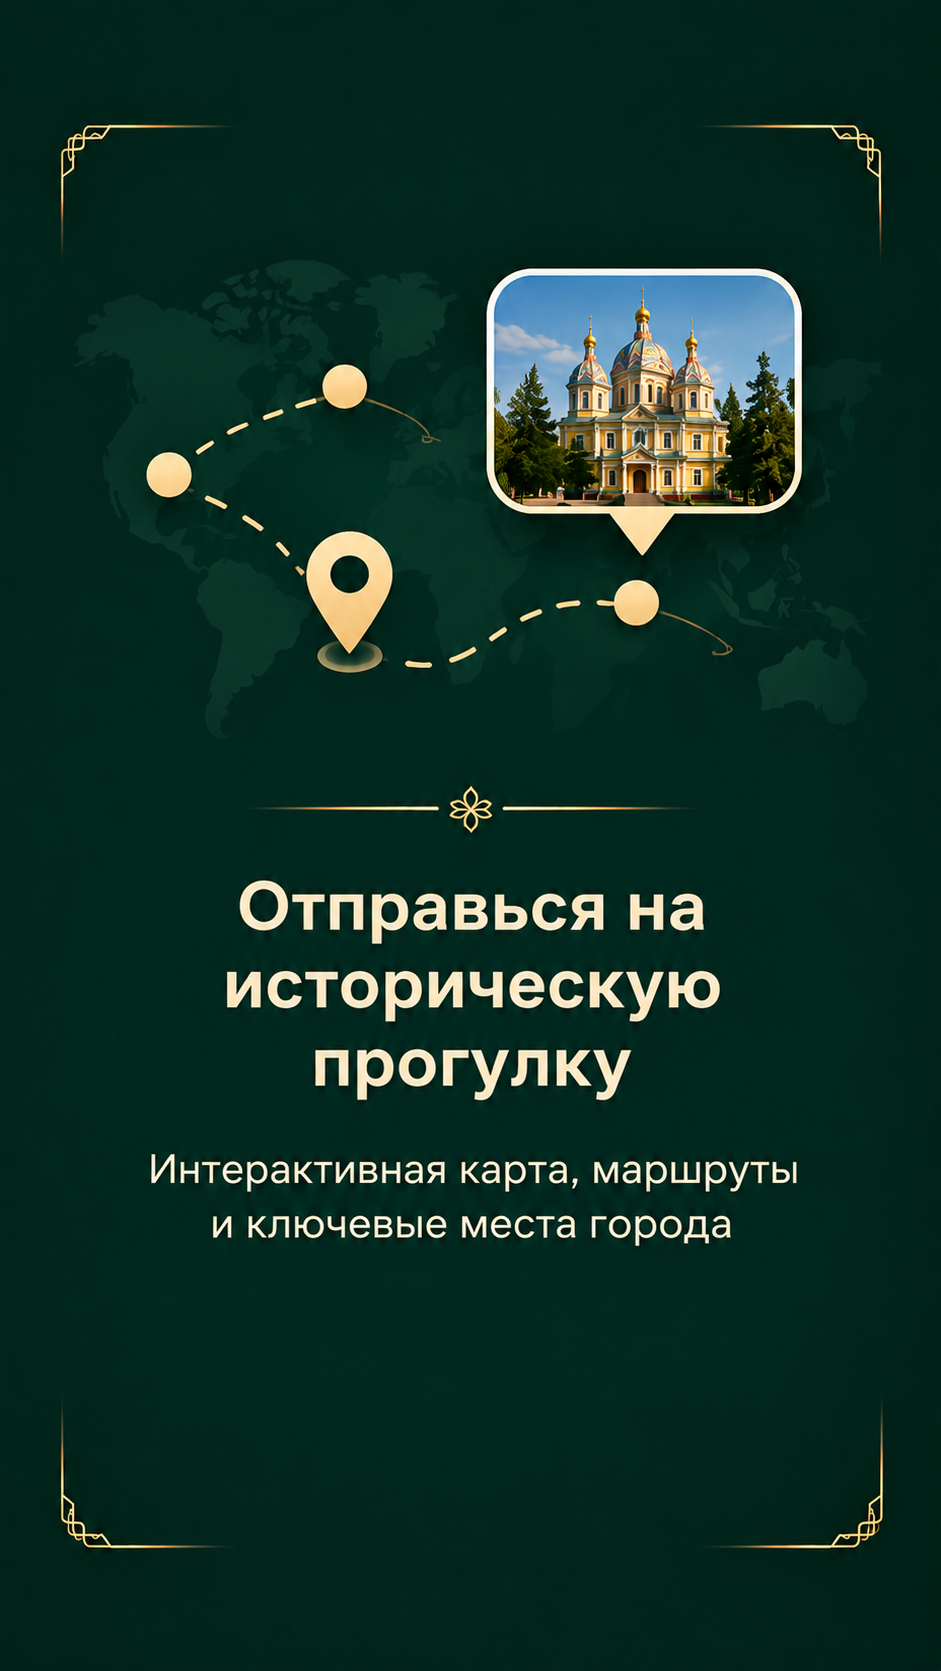 Отправься на
историческую
прогулку
Интерактивная карта, маршруты
и ключевые места города